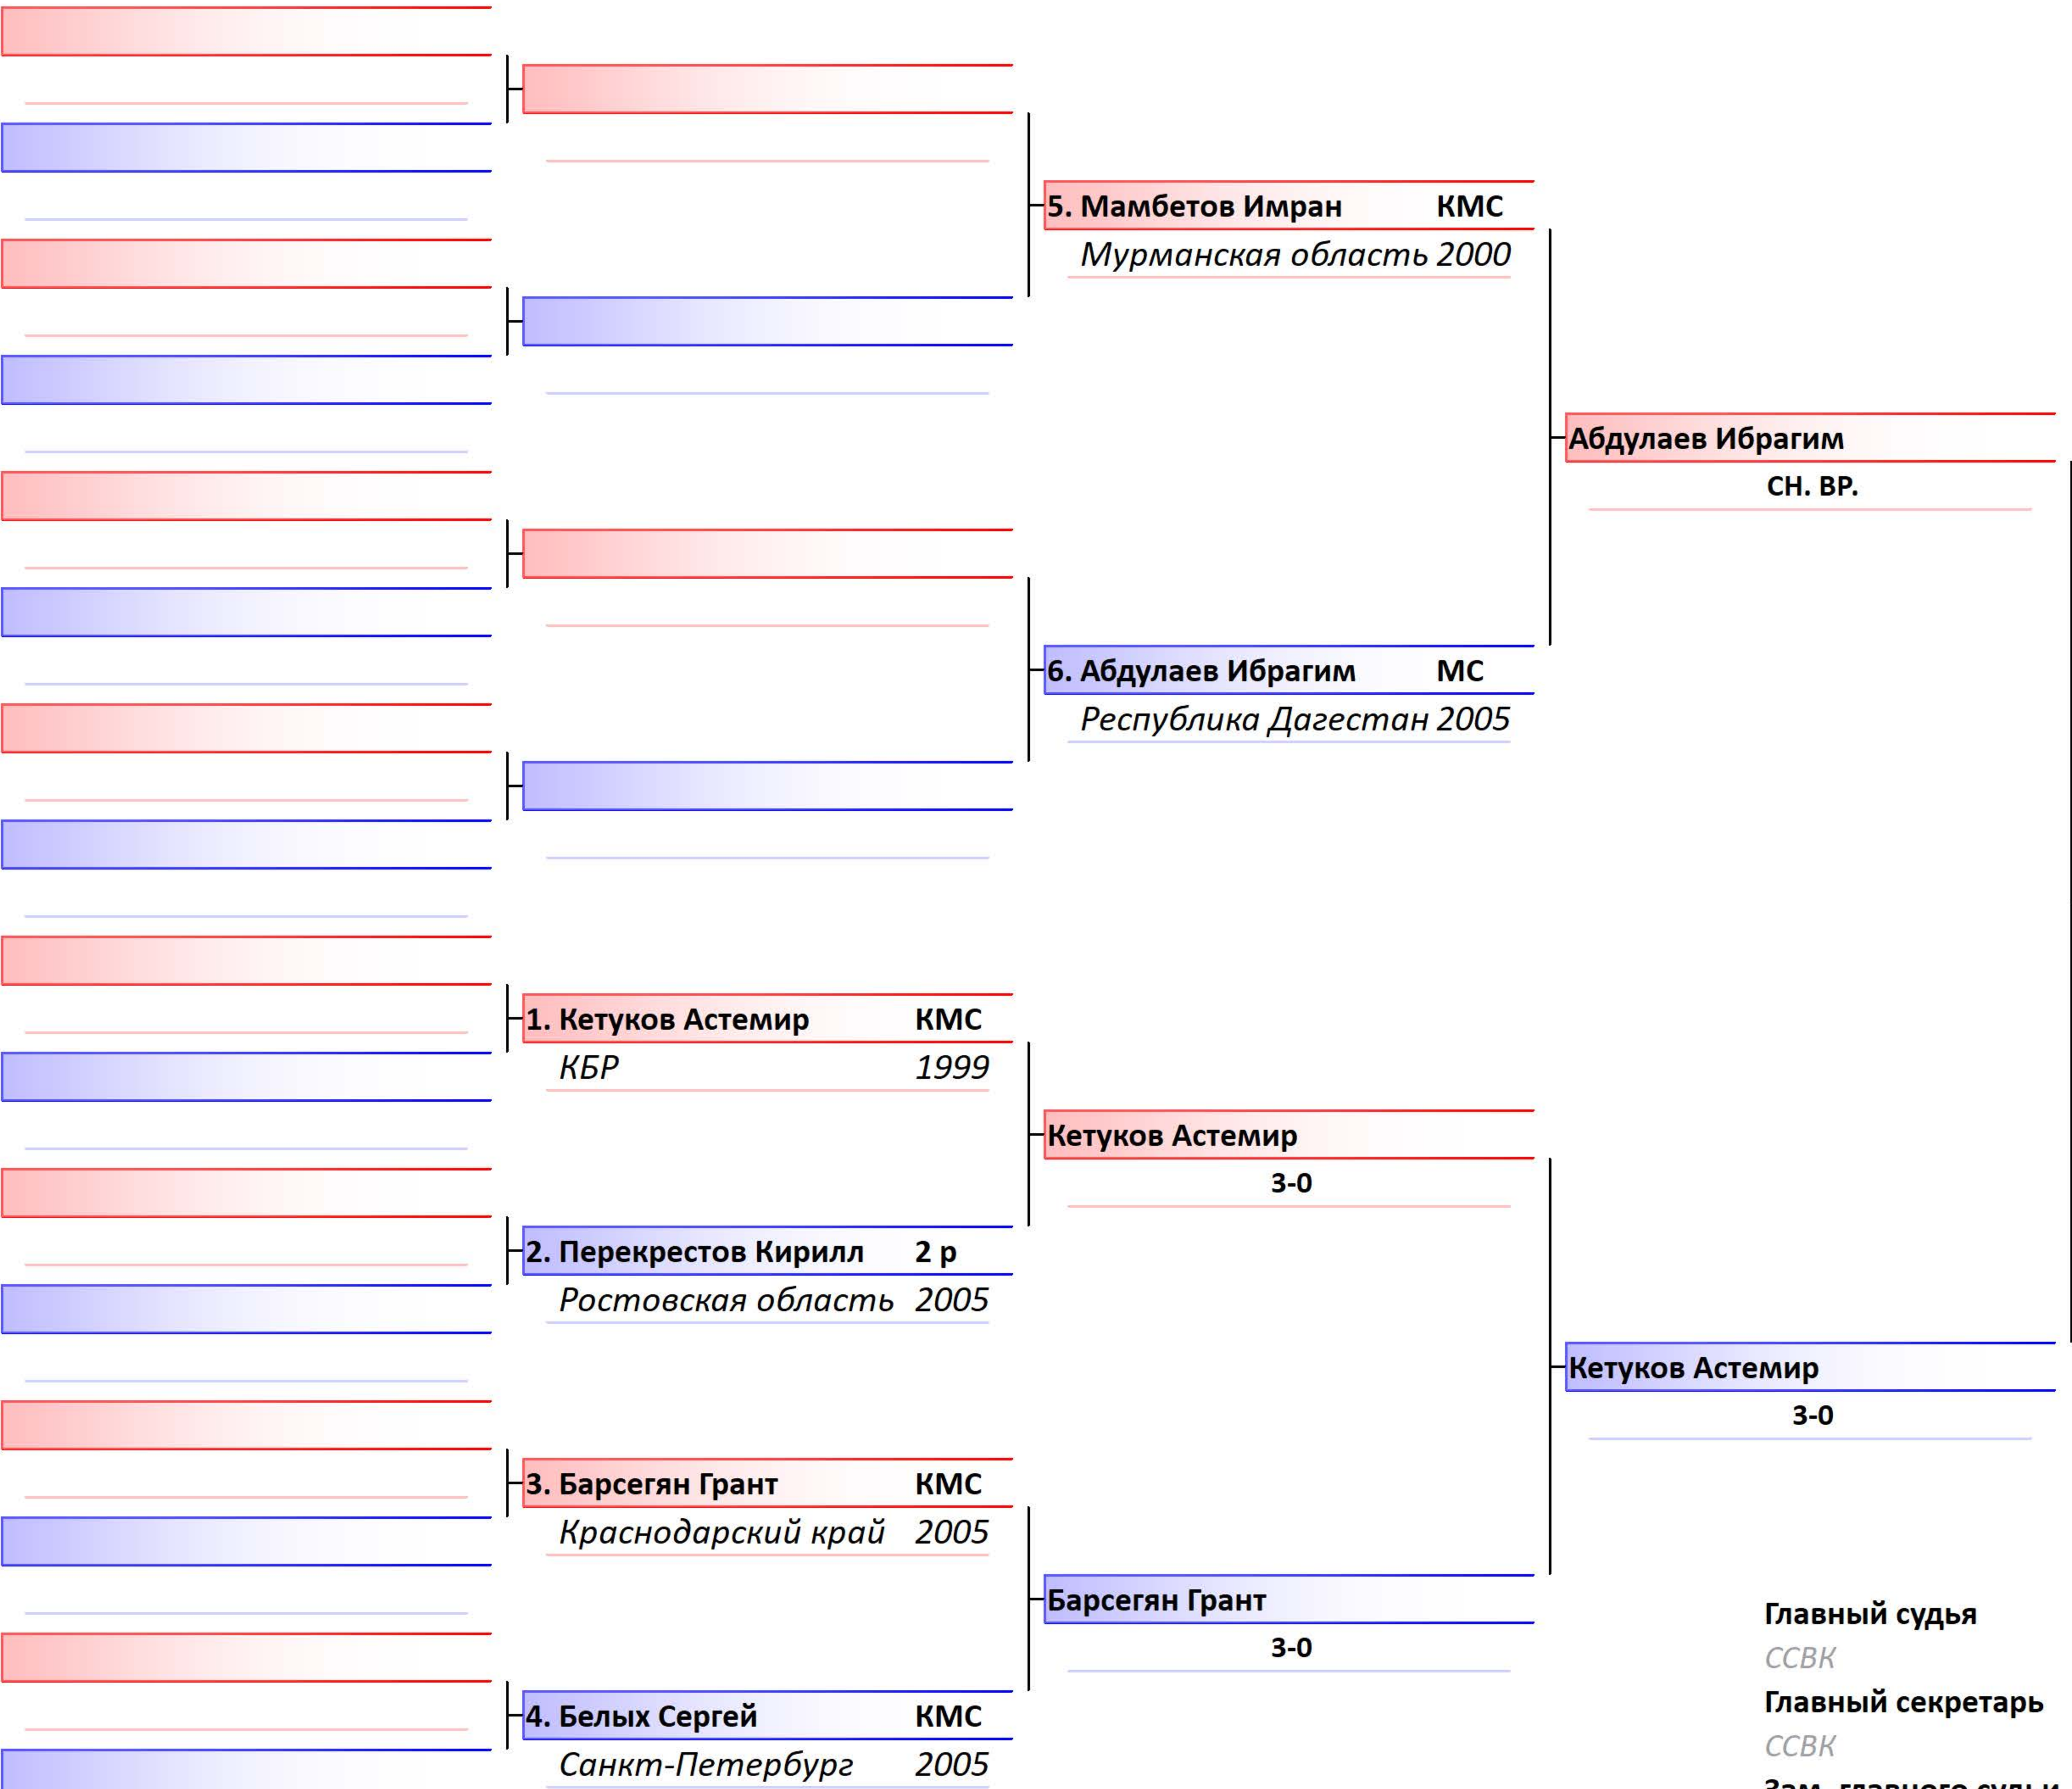 5. Мамбетов Имран КМС
Мурманская область 2000
Абдулаев Ибрагим
СН. ВР.
6. Абдулаев Ибрагим МС
Республика Дагестан 2005
1. Кетуков Астемир КМС
КБР 1999
Кетуков Астемир
3-0
2. Перекрестов Кирилл 2 р
Ростовская область 2005
Кетуков Астемир
3-0
3. Барсегян Грант КМС
Краснодарский край 2005
Барсегян Грант
3-0
4. Белых Сергей КМС
Санкт-Петербург 2005
Главный судья
ССВК
Главный секретарь
ССВК
Зам. главного судьи